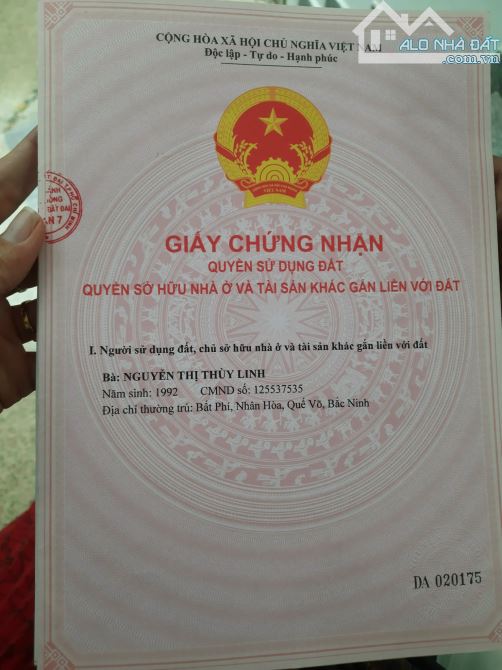 ALO NHÀ ĐẤT
.com.vn
CỘNG HÒA XÃ HỘI CHỦ NGHĨA VIỆT NAM
Độc lập - Tự do - Hạnh phúc
VIỆT NAM
GIẤY CHỨNG NHẬN
QUYỀN SỬ DỤNG ĐẤT
QUYỀN SỞ HỮU NHÀ Ở VÀ TÀI SẢN KHÁC GẮN LIỀN VỚI ĐẤT
I. Người sử dụng đất, chủ sở hữu nhà ở và tài sản khác gắn liền với đất
Bà: NGUYỄN THỊ THÙY LINH
Năm sinh: 1992 CMND số: 125537535
Địa chỉ thường trú: Bất Phí, Nhân Hòa, Quế Võ, Bắc Ninh
DA 020175